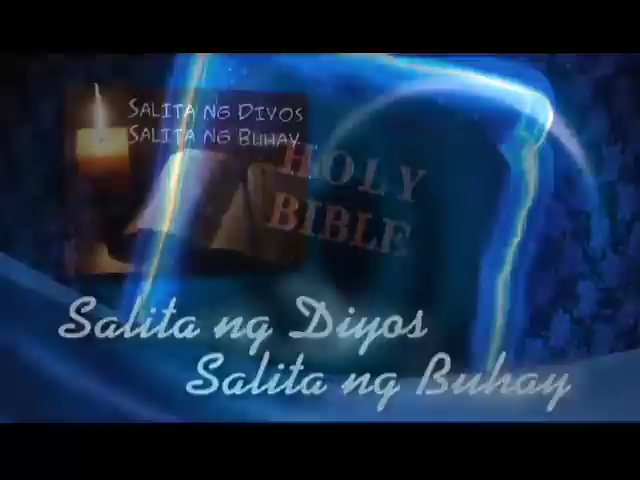 SALITA NG DIYOS
SALITA NG BUHAY
HOLY
BIBLE
Salita ng Diyos
Salita ng Buhay